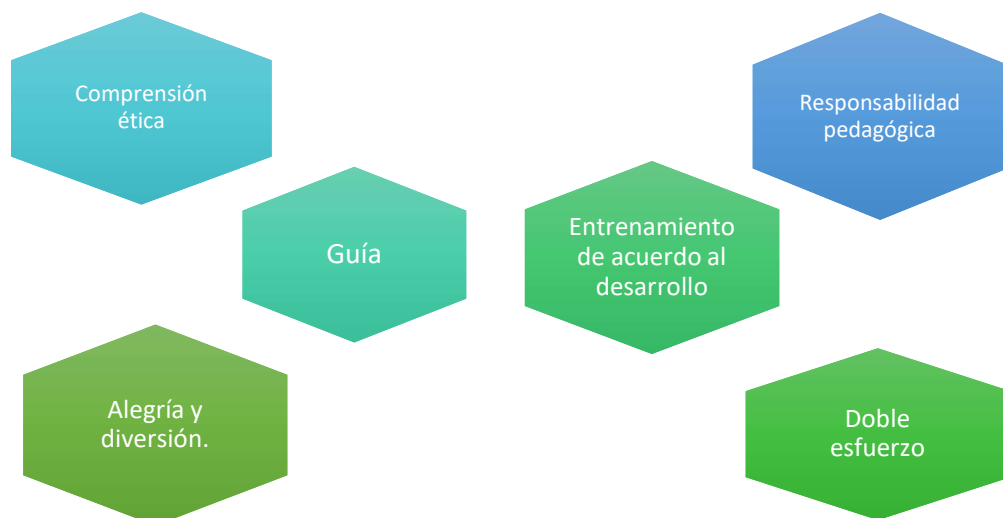 Comprensión
ética
Responsabilidad
pedagógica
Guía
Entrenamiento
de acuerdo al
desarrollo
Alegría y
diversión.
Doble
esfuerzo